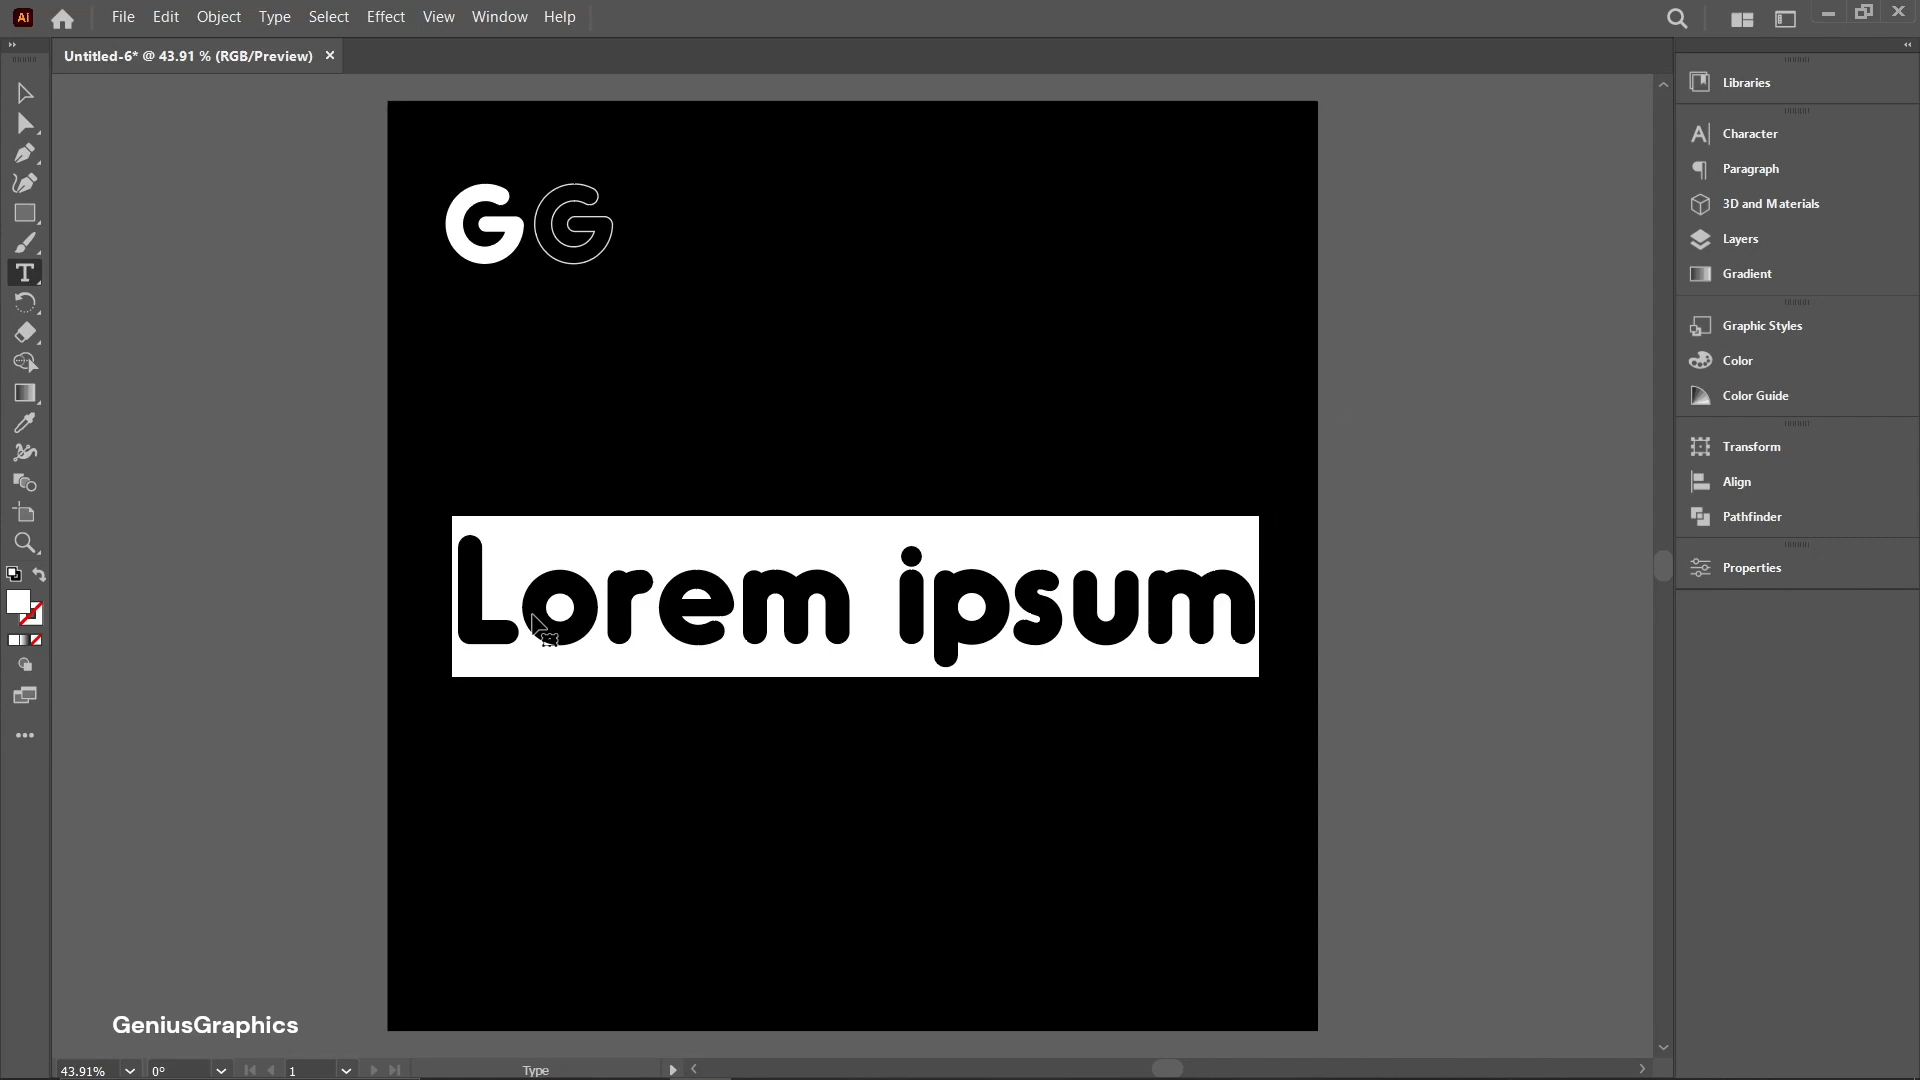 Ai
File Edit Object Type Select Effect View Window Help
Untitled-6* @ 43.91 % (RGB/Preview)
Libraries
Character
Paragraph
3D and Materials
Layers
Gradient
Graphic Styles
Color
Color Guide
Transform
Align
Pathfinder
Properties
G G
Lorem ipsum
GeniusGraphics
43.91% 0° 1 Type